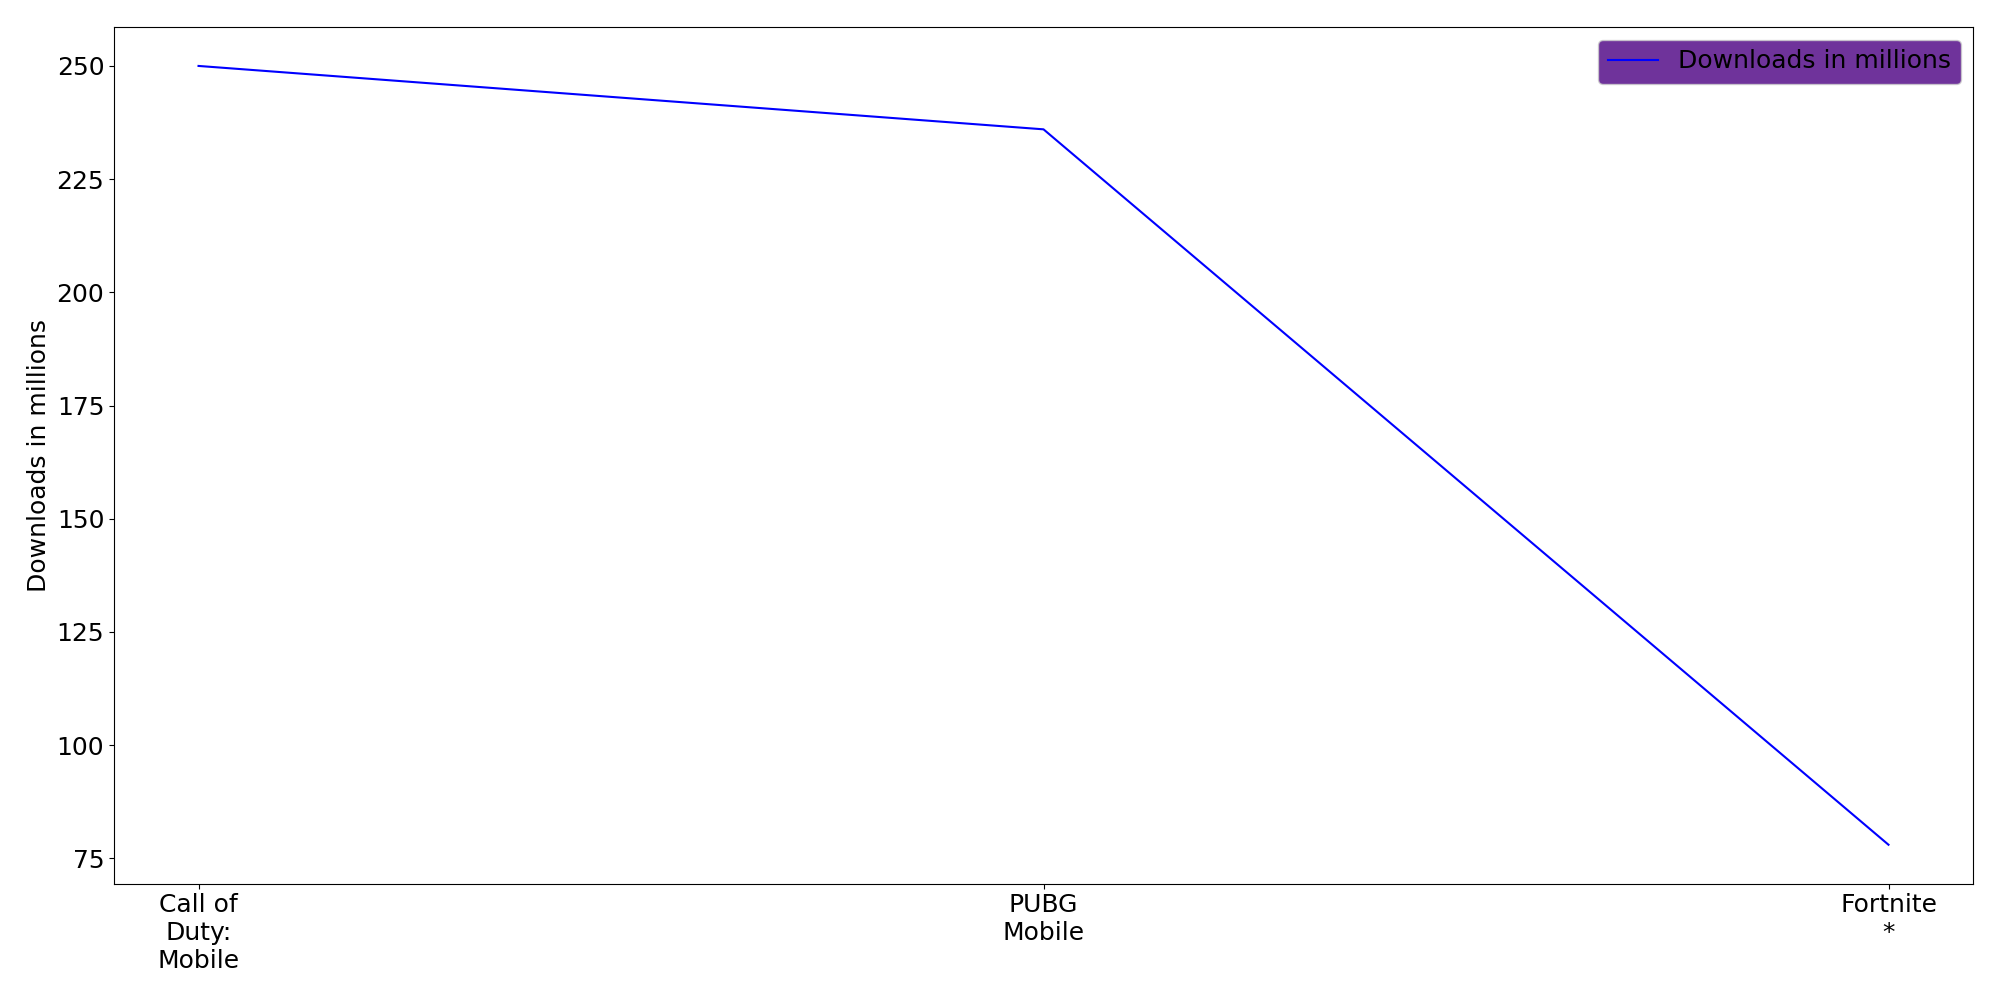 Downloads in millions
250
225
200
175
150
125
100
75
Downloads in millions
Call of
Duty:
Mobile
PUBG
Mobile
Fortnite
*